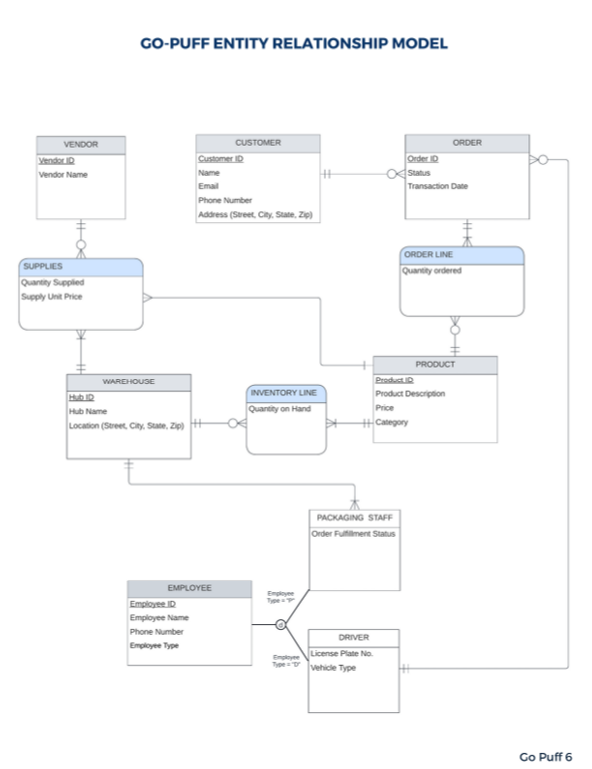 GO-PUFF ENTITY RELATIONSHIP MODEL
VENDOR
Vendor ID
Vendor Name
CUSTOMER
Customer ID
Name
Email
Phone Number
Address (Street, City, State, Zip)
ORDER
Order ID
Status
Transaction Date
SUPPLIES
Quantity Supplied
Supply Unit Price
ORDER LINE
Quantity ordered
WAREHOUSE
Hub ID
Hub Name
Location (Street, City, State, Zip)
INVENTORY LINE
Quantity on Hand
PRODUCT
Product ID
Product Description
Price
Category
PACKAGING STAFF
Order Fulfillment Status
EMPLOYEE
Employee ID
Employee Name
Phone Number
Employee Type
Employee
Type = "P"
d
Employee
Type = "D"
DRIVER
License Plate No.
Vehicle Type
Go Puff 6